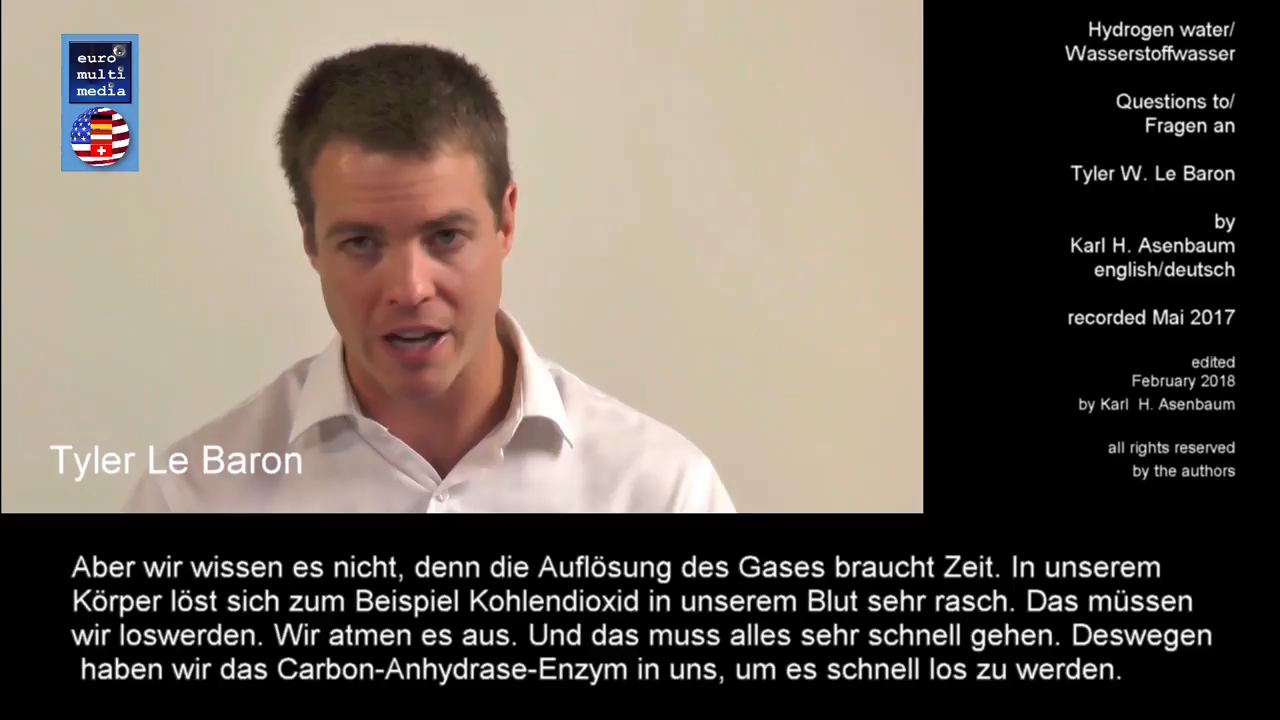 euro
multi
media
Tyler Le Baron
Hydrogen water/
Wasserstoffwasser
Questions to/
Fragen an
Tyler W. Le Baron
by
Karl H. Asenbaum
english/deutsch
recorded Mai 2017
edited
February 2018
by Karl H. Asenbaum
all rights reserved
by the authors
Aber wir wissen es nicht, denn die Auflösung des Gases braucht Zeit. In unserem
Körper löst sich zum Beispiel Kohlendioxid in unserem Blut sehr rasch. Das müssen
wir loswerden. Wir atmen es aus. Und das muss alles sehr schnell gehen. Deswegen
haben wir das Carbon-Anhydrase-Enzym in uns, um es schnell los zu werden.